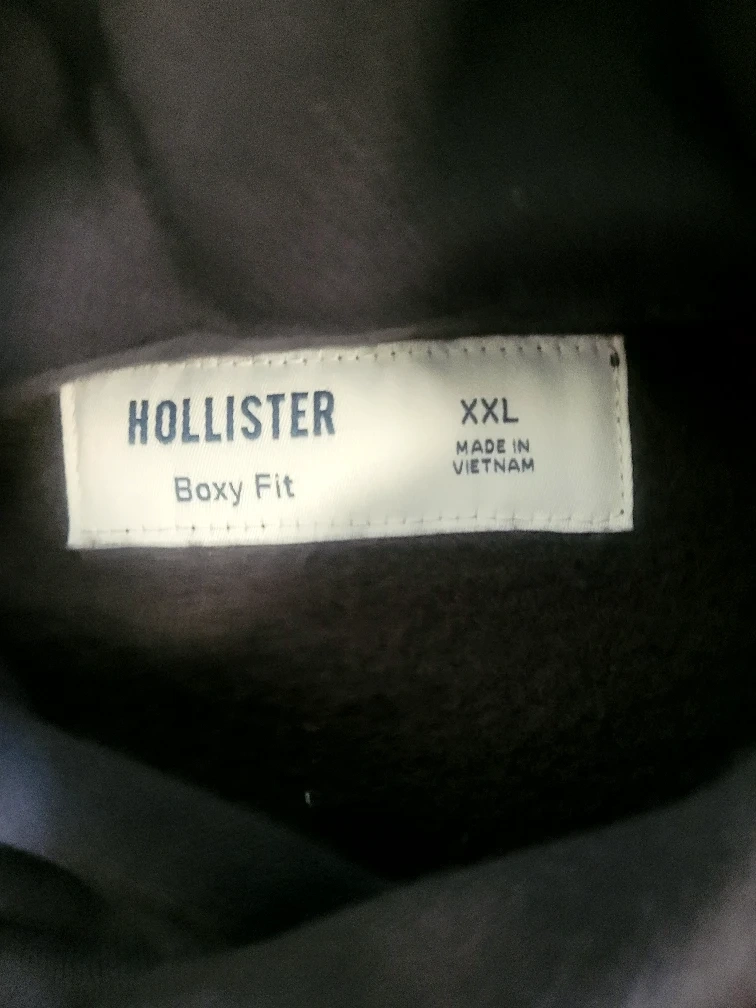 HOLLISTER
Boxy Fit
XXL
MADE IN
VIETNAM